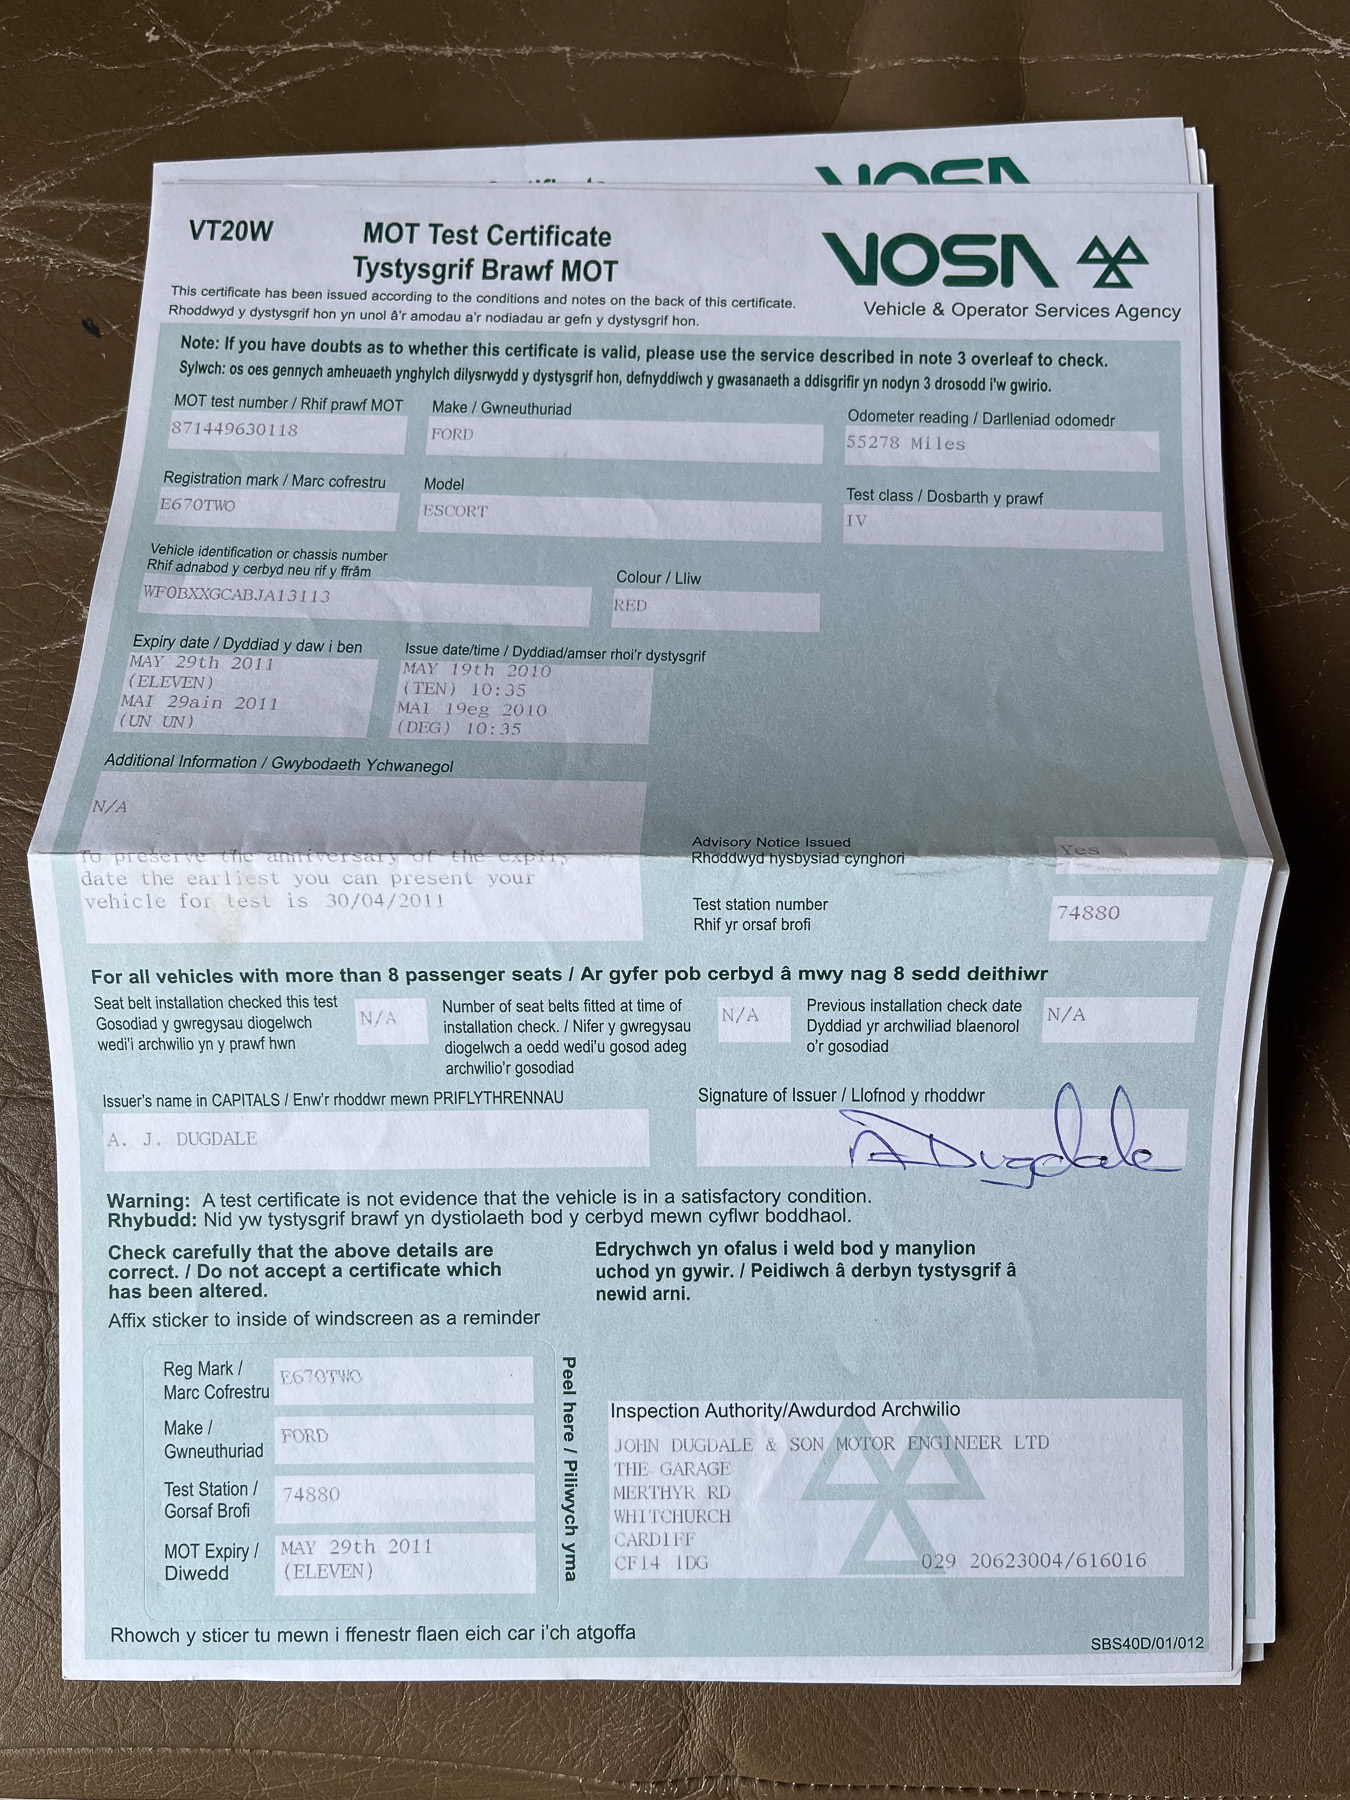 VOSA
VT20W
MOT Test Certificate
Tystysgrif Brawf MOT
VOSA
Vehicle & Operator Services Agency
This certificate has been issued according to the conditions and notes on the back of this certificate.
Rhoddwyd y dystysgrif hon yn unol â'r amodau a'r nodiadau ar gefn y dystysgrif hon.
Note: If you have doubts as to whether this certificate is valid, please use the service described in note 3 overleaf to check.
Sylwch: os oes gennych amheuaeth ynghylch dilysrwydd y dystysgrif hon, defnyddiwch y gwasanaeth a ddisgrifir yn nodyn 3 drosodd i'w gwirio.
MOT test number / Rhif prawf MOT
871449630118
Make / Gwneuthuriad
FORD
Odometer reading / Darlleniad odomedr
55278 Miles
Registration mark / Marc cofrestru
E670TWO
Model
ESCORT
Test class / Dosbarth y prawf
IV
Vehicle identification or chassis number
Rhif adnabod y cerbyd neu rif y ffrâm
WF0BXXGCABJA13113
Colour / Lliw
RED
Expiry date / Dyddiad y daw i ben
MAY 29th 2011
(ELEVEN)
MAI 29ain 2011
(UN UN)
Issue date/time / Dyddiad/amser rhoi'r dystysgrif
MAY 19th 2010
(TEN) 10:35
MAI 19eg 2010
(DEG) 10:35
Additional Information / Gwybodaeth Ychwanegol
N/A
To preserve the anniversary of the expiry
date the earliest you can present your
vehicle for test is 30/04/2011
Advisory Notice Issued
Rhoddwyd hysbysiad cynghori
Yes
Test station number
Rhif yr orsaf brofi
74880
For all vehicles with more than 8 passenger seats / Ar gyfer pob cerbyd â mwy nag 8 sedd deithiwr
Seat belt installation checked this test
Gosodiad y gwregysau diogelwch
wedi'i archwilio yn y prawf hwn
N/A
Number of seat belts fitted at time of
installation check. / Nifer y gwregysau
diogelwch a oedd wedi'u gosod adeg
archwilio'r gosodiad
N/A
Previous installation check date
Dyddiad yr archwiliad blaenorol
o'r gosodiad
N/A
Issuer's name in CAPITALS / Enw'r rhoddwr mewn PRIFLYTHRENNAU
A. J. DUGDALE
Signature of Issuer / Llofnod y rhoddwr
A Dugdale
Warning: A test certificate is not evidence that the vehicle is in a satisfactory condition.
Rhybudd: Nid yw tystysgrif brawf yn dystiolaeth bod y cerbyd mewn cyflwr boddhaol.
Check carefully that the above details are
correct. / Do not accept a certificate which
has been altered.
Edrychwch yn ofalus i weld bod y manylion
uchod yn gywir. / Peidiwch â derbyn tystysgrif â
newid arni.
Affix sticker to inside of windscreen as a reminder
Reg Mark /
Marc Cofrestru
E670TWO
Make /
Gwneuthuriad
FORD
Test Station /
Gorsaf Brofi
74880
MOT Expiry /
Diwedd
MAY 29th 2011
(ELEVEN)
Peel here / Piliwych yma
Inspection Authority/Awdurdod Archwilio
JOHN DUGDALE & SON MOTOR ENGINEER LTD
THE GARAGE
MERTHYR RD
WHITCHURCH
CARDIFF
CF14 1DG
029 20623004/616016
Rhowch y sticer tu mewn i ffenestr flaen eich car i'ch atgoffa
SBS40D/01/012